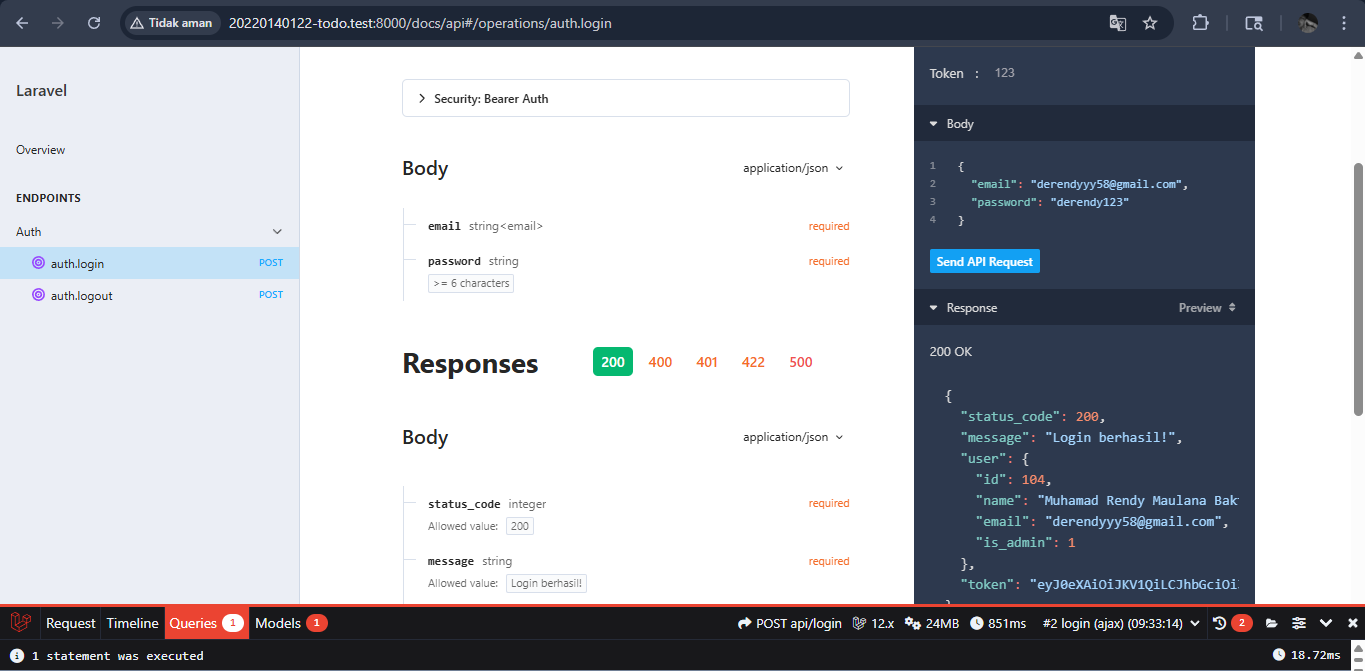 Tidak aman
20220140122-todo.test:8000/docs/api#/operations/auth.login
Laravel
Overview
ENDPOINTS
Auth
auth.login POST
auth.logout POST
Security: Bearer Auth
Body application/json
email string<email> required
password string required
>= 6 characters
Responses 200 400 401 422 500
Body application/json
status_code integer required
Allowed value: 200
message string required
Allowed value: Login berhasil!
Token : 123
Body
1 {
2 "email": "derendyyy58@gmail.com",
3 "password": "derendy123"
4 }
Send API Request
Response Preview
200 OK
{
"status_code": 200,
"message": "Login berhasil!",
"user": {
"id": 104,
"name": "Muhamad Rendy Maulana Bak
"email": "derendyyy58@gmail.com",
"is_admin": 1
},
"token": "eyJ0eXAiOiJKV1QiLCJhbGciOi
Request Timeline Queries 1 Models 1 POST api/login 12.x 24MB 851ms #2 login (ajax) (09:33:14) 2
1 statement was executed 18.72ms